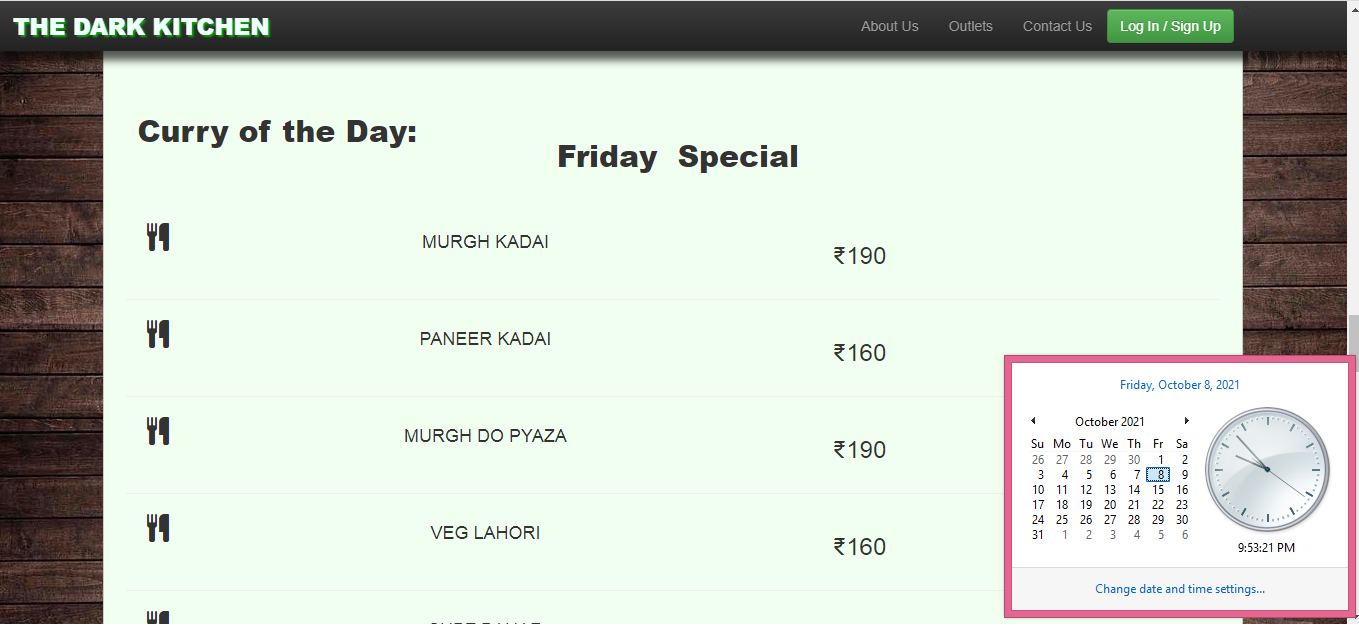 THE DARK KITCHEN
About Us
Outlets
Contact Us
Log In / Sign Up
Curry of the Day:
Friday Special
MURGH KADAI
₹190
PANEER KADAI
₹160
MURGH DO PYAZA
₹190
VEG LAHORI
₹160
Friday, October 8, 2021
October 2021
Su Mo Tu We Th Fr Sa
26 27 28 29 30 1 2
3 4 5 6 7 8 9
10 11 12 13 14 15 16
17 18 19 20 21 22 23
24 25 26 27 28 29 30
31 1 2 3 4 5 6
9:53:21 PM
Change date and time settings...